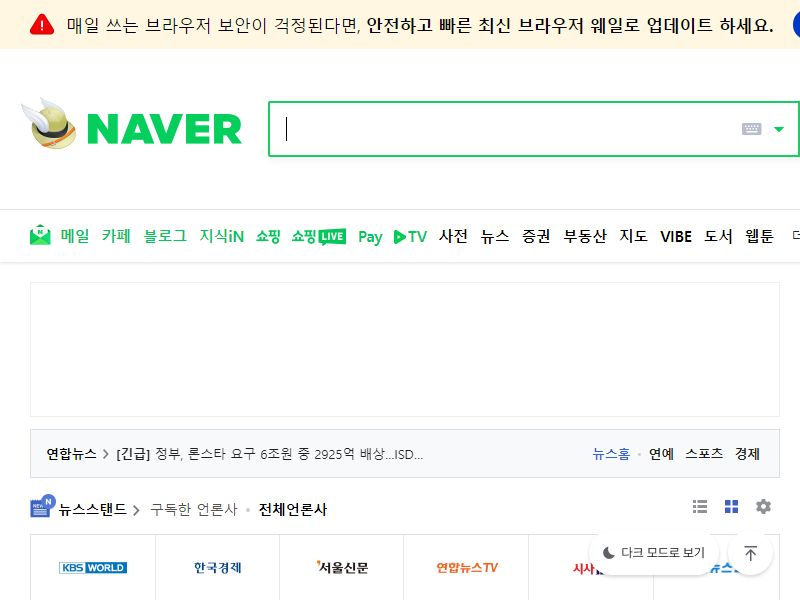 매일 쓰는 브라우저 보안이 걱정된다면, 안전하고 빠른 최신 브라우저 웨일로 업데이트 하세요.
NAVER
N 메일 카페 블로그 지식iN 쇼핑 쇼핑LIVE Pay TV 사전 뉴스 증권 부동산 지도 VIBE 도서 웹툰
연합뉴스 > [긴급] 정부, 론스타 요구 6조원 중 2925억 배상...ISD... 뉴스홈 · 연예 스포츠 경제
NEW N 뉴스스탠드 > 구독한 언론사 · 전체언론사
다크 모드로 보기
KBS WORLD 한국경제 서울신문 연합뉴스TV 시사